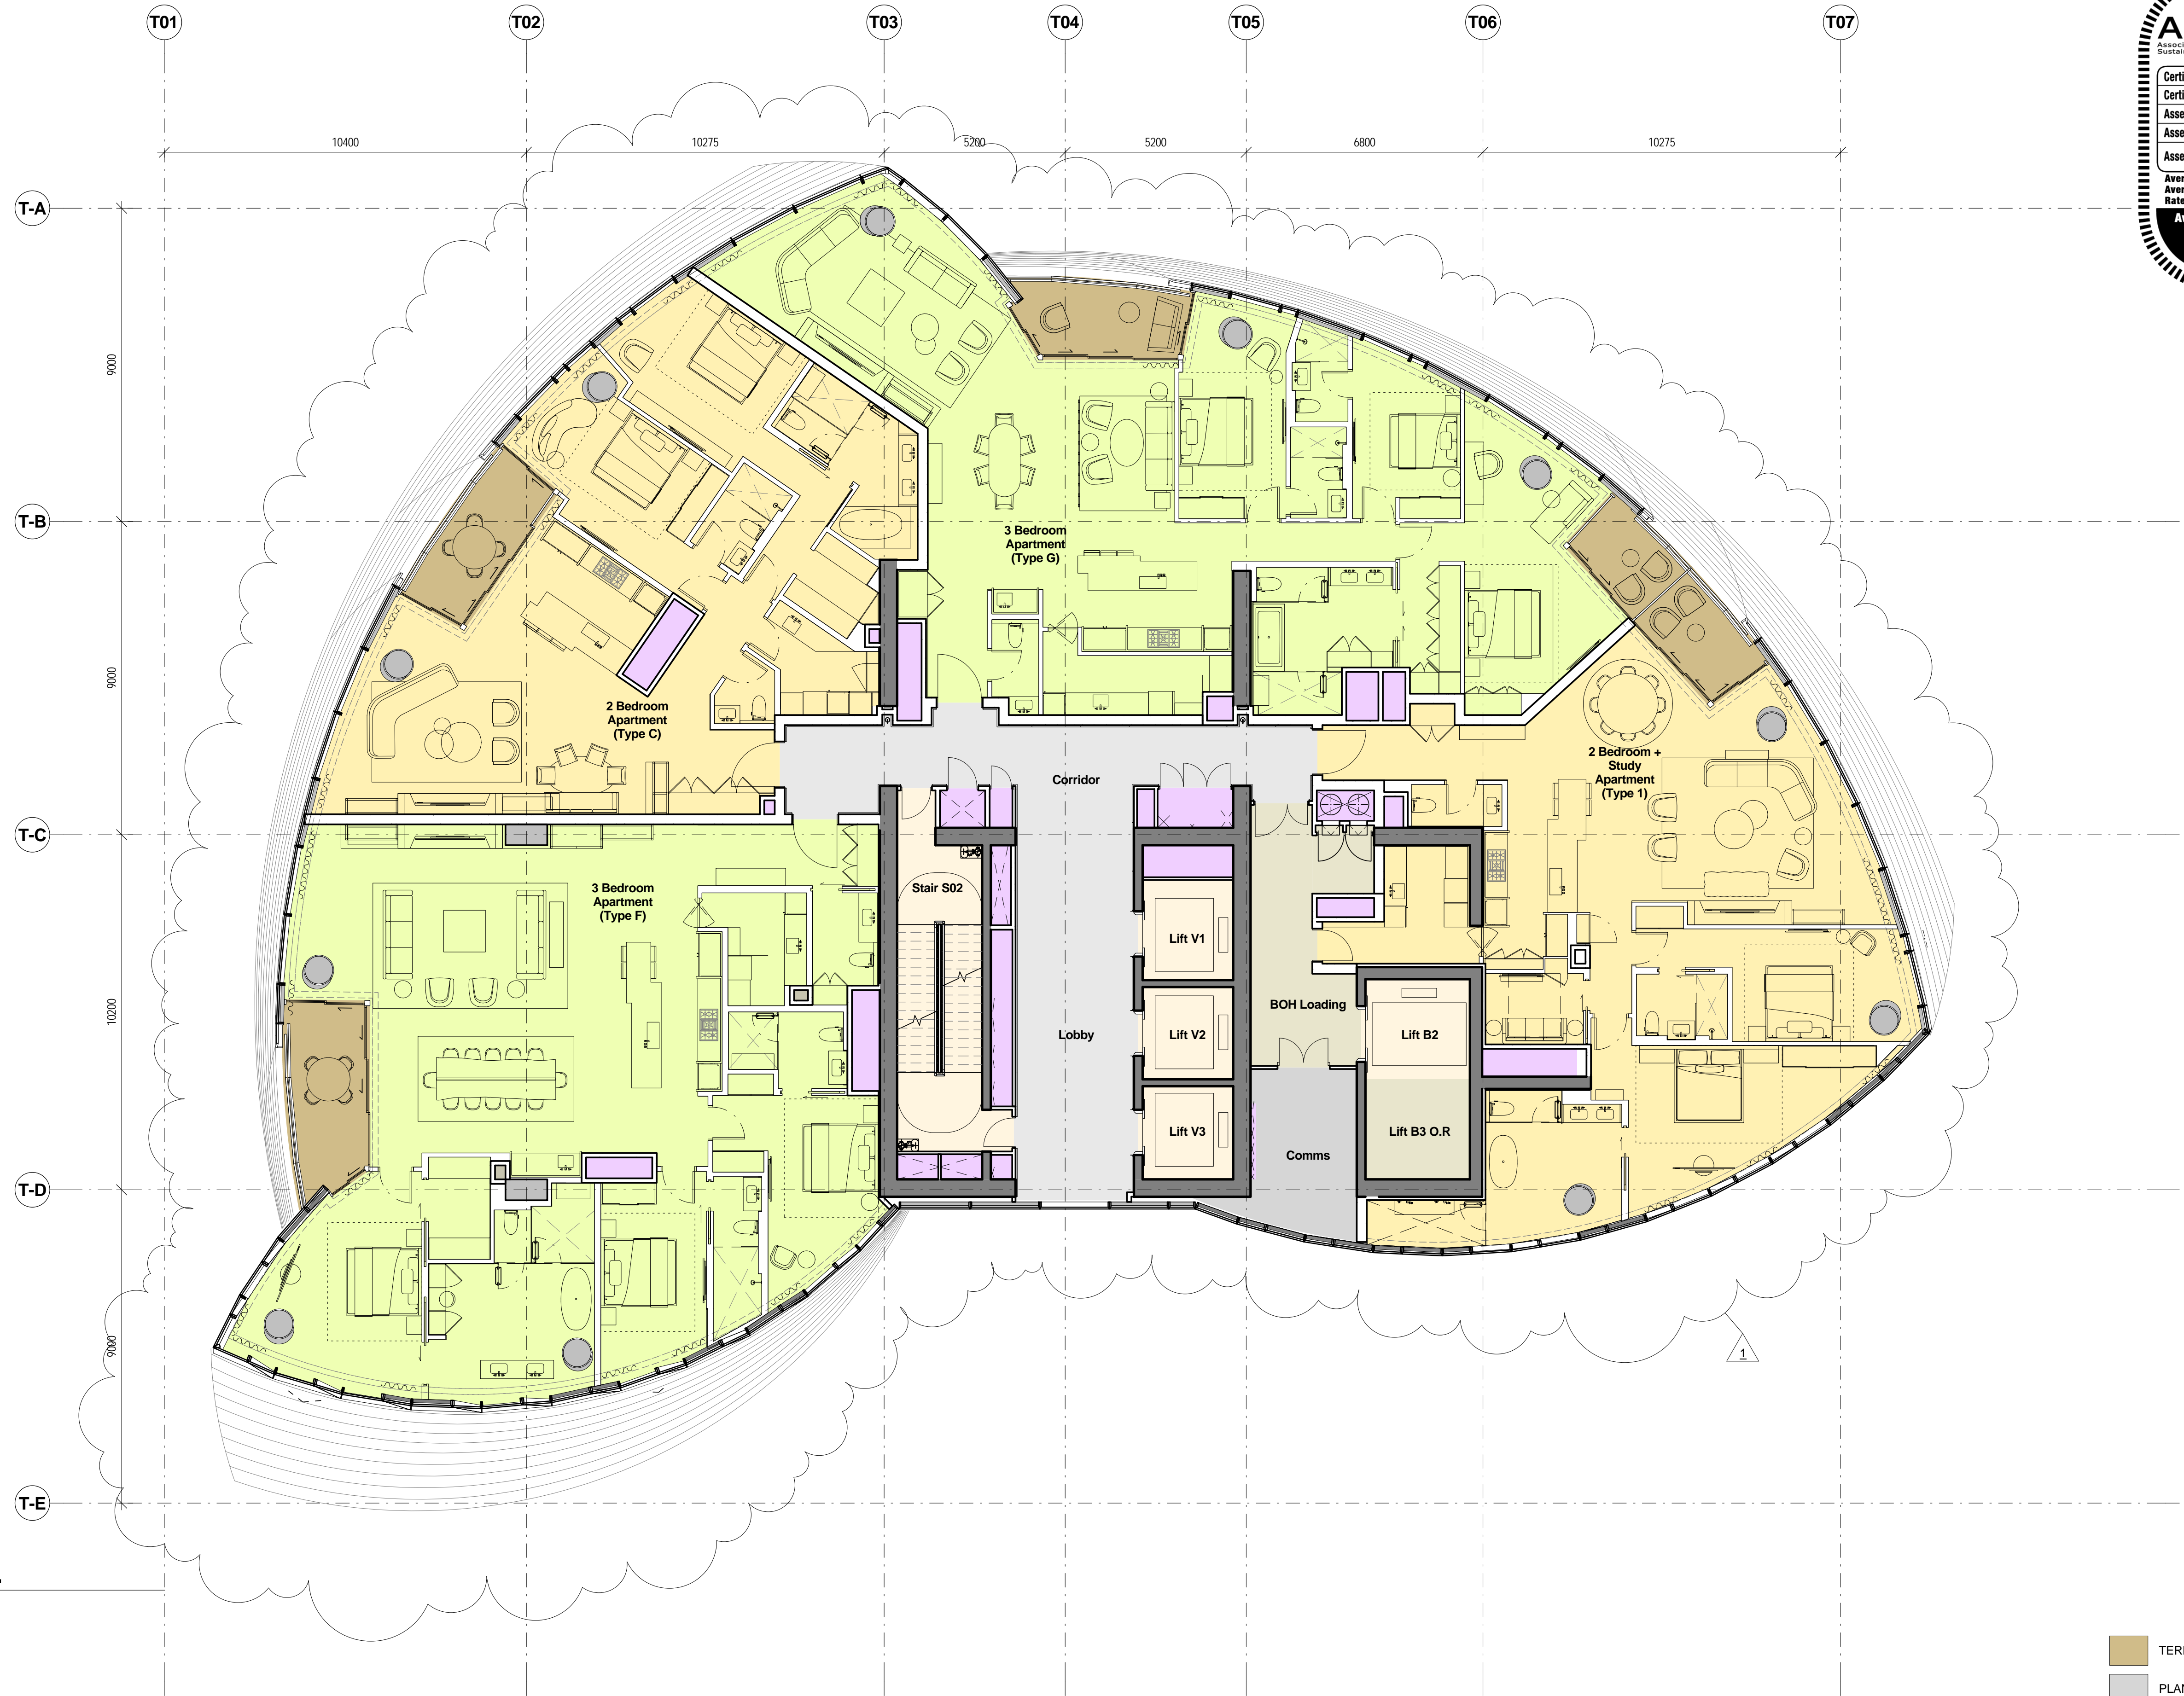 T01
T02
T03
T04
T05
T06
T07
10400
10275
5200
5200
6800
10275
T-A
T-B
T-C
T-D
T-E
9000
9000
10200
9000
3 Bedroom
Apartment
(Type G)
2 Bedroom
Apartment
(Type C)
2 Bedroom +
Study
Apartment
(Type 1)
Corridor
3 Bedroom
Apartment
(Type F)
Stair S02
Lift V1
Lobby
Lift V2
BOH Loading
Lift B2
Lift V3
Lift B3 O.R
Comms
1